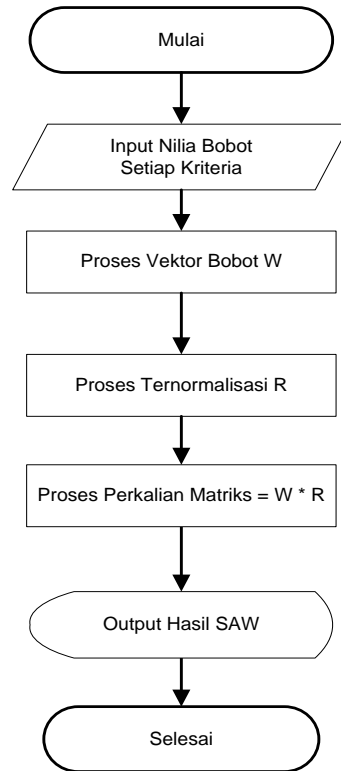 Mulai
Input Nilia Bobot
Setiap Kriteria
Proses Vektor Bobot W
Proses Ternormalisasi R
Proses Perkalian Matriks = W * R
Output Hasil SAW
Selesai